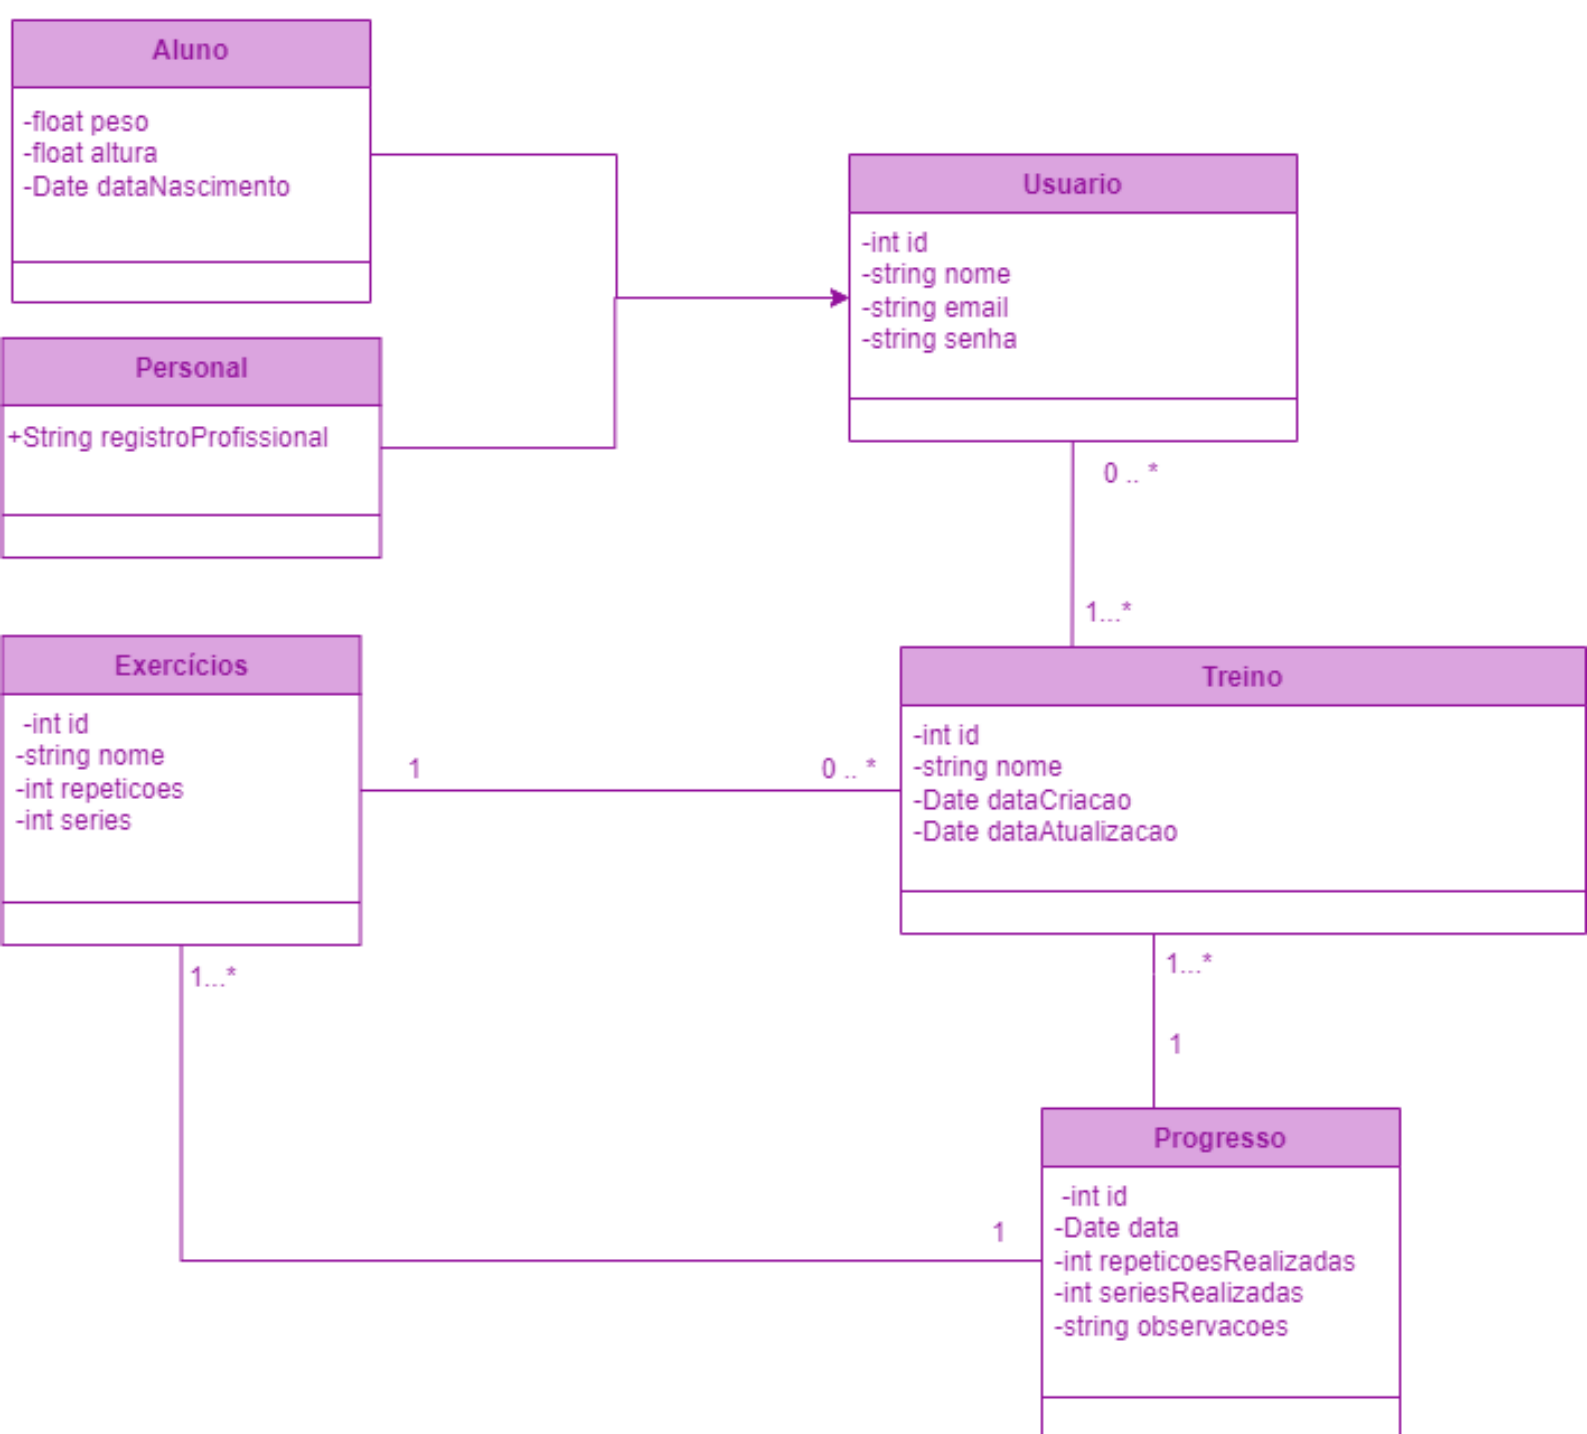 Aluno
-float peso
-float altura
-Date dataNascimento
Personal
+String registroProfissional
Usuario
-int id
-string nome
-string email
-string senha
0 .. *
1...*
Exercícios
-int id
-string nome
-int repeticoes
-int series
1
0 .. *
Treino
-int id
-string nome
-Date dataCriacao
-Date dataAtualizacao
1...*
1...*
1
1
Progresso
-int id
-Date data
-int repeticoesRealizadas
-int seriesRealizadas
-string observacoes